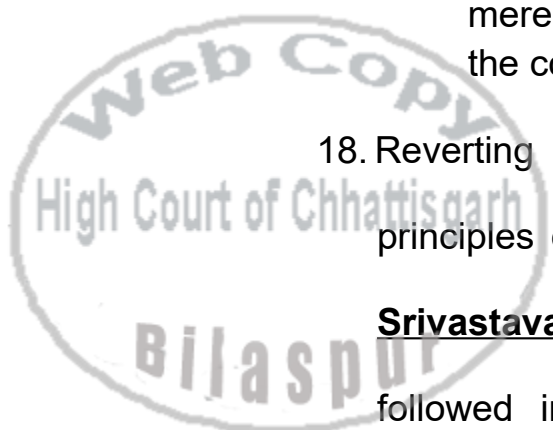 mere
the co
18. Reverting
principles
Srivastava
followed
Web Copy
High Court of Chhattisgarh
Bilaspur